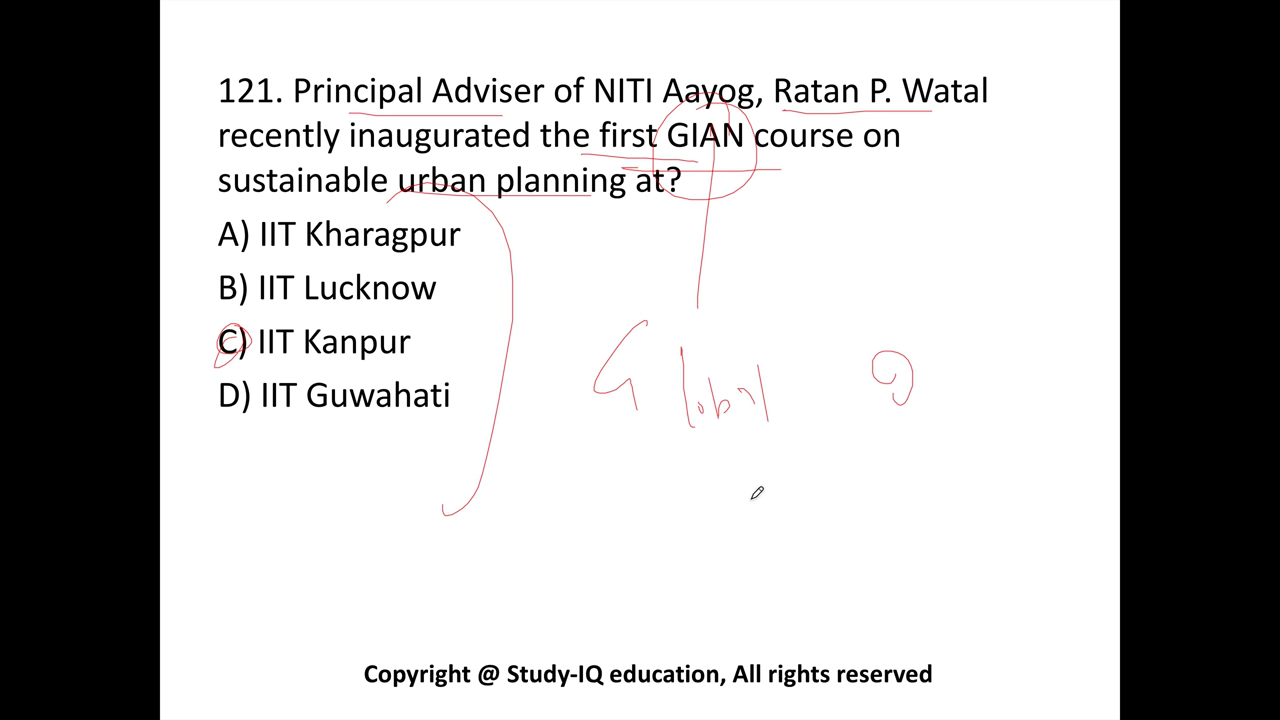 121. Principal Adviser of NITI Aayog, Ratan P. Watal
recently inaugurated the first GIAN course on
sustainable urban planning at?
A) IIT Kharagpur
B) IIT Lucknow
C) IIT Kanpur
D) IIT Guwahati
Global
Copyright @ Study-IQ education, All rights reserved